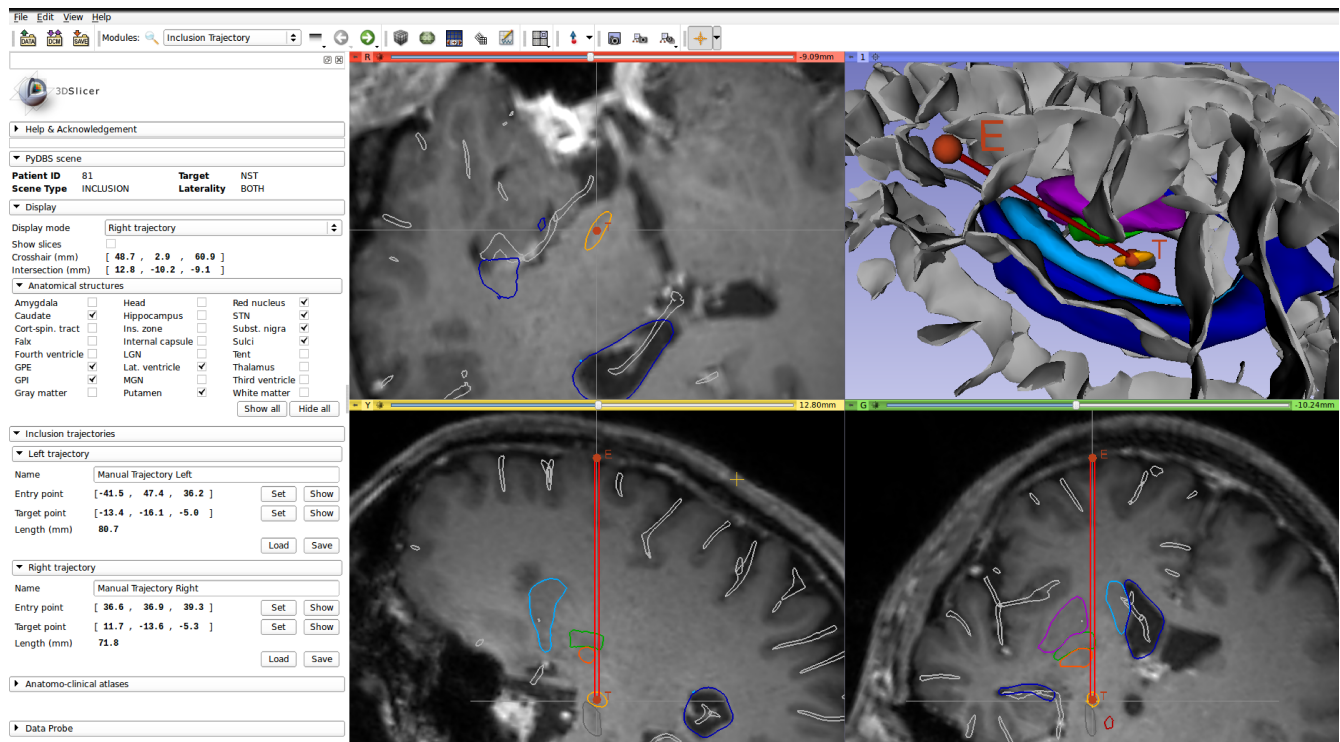 File Edit View Help
DATA DCM SAVE Modules: Inclusion Trajectory
R -9.09mm
1
3DSlicer
Help & Acknowledgement
PyDBS scene
Patient ID 81 Target NST
Scene Type INCLUSION Laterality BOTH
Display
Display mode Right trajectory
Show slices
Crosshair (mm) [ 48.7 , 2.9 , 60.9 ]
Intersection (mm) [ 12.8 , -10.2 , -9.1 ]
Anatomical structures
Amygdala Head Red nucleus
Caudate Hippocampus STN
Cort-spin. tract Ins. zone Subst. nigra
Falx Internal capsule Sulci
Fourth ventricle LGN Tent
GPE Lat. ventricle Thalamus
GPI MGN Third ventricle
Gray matter Putamen White matter
Show all Hide all
Inclusion trajectories
Left trajectory
Name Manual Trajectory Left
Entry point [-41.5 , 47.4 , 36.2 ] Set Show
Target point [-13.4 , -16.1 , -5.0 ] Set Show
Length (mm) 80.7
Load Save
Right trajectory
Name Manual Trajectory Right
Entry point [ 36.6 , 36.9 , 39.3 ] Set Show
Target point [ 11.7 , -13.6 , -5.3 ] Set Show
Length (mm) 71.8
Load Save
Anatomo-clinical atlases
Data Probe
T
E
T
Y 12.80mm
E
T
G -10.24mm
E
T